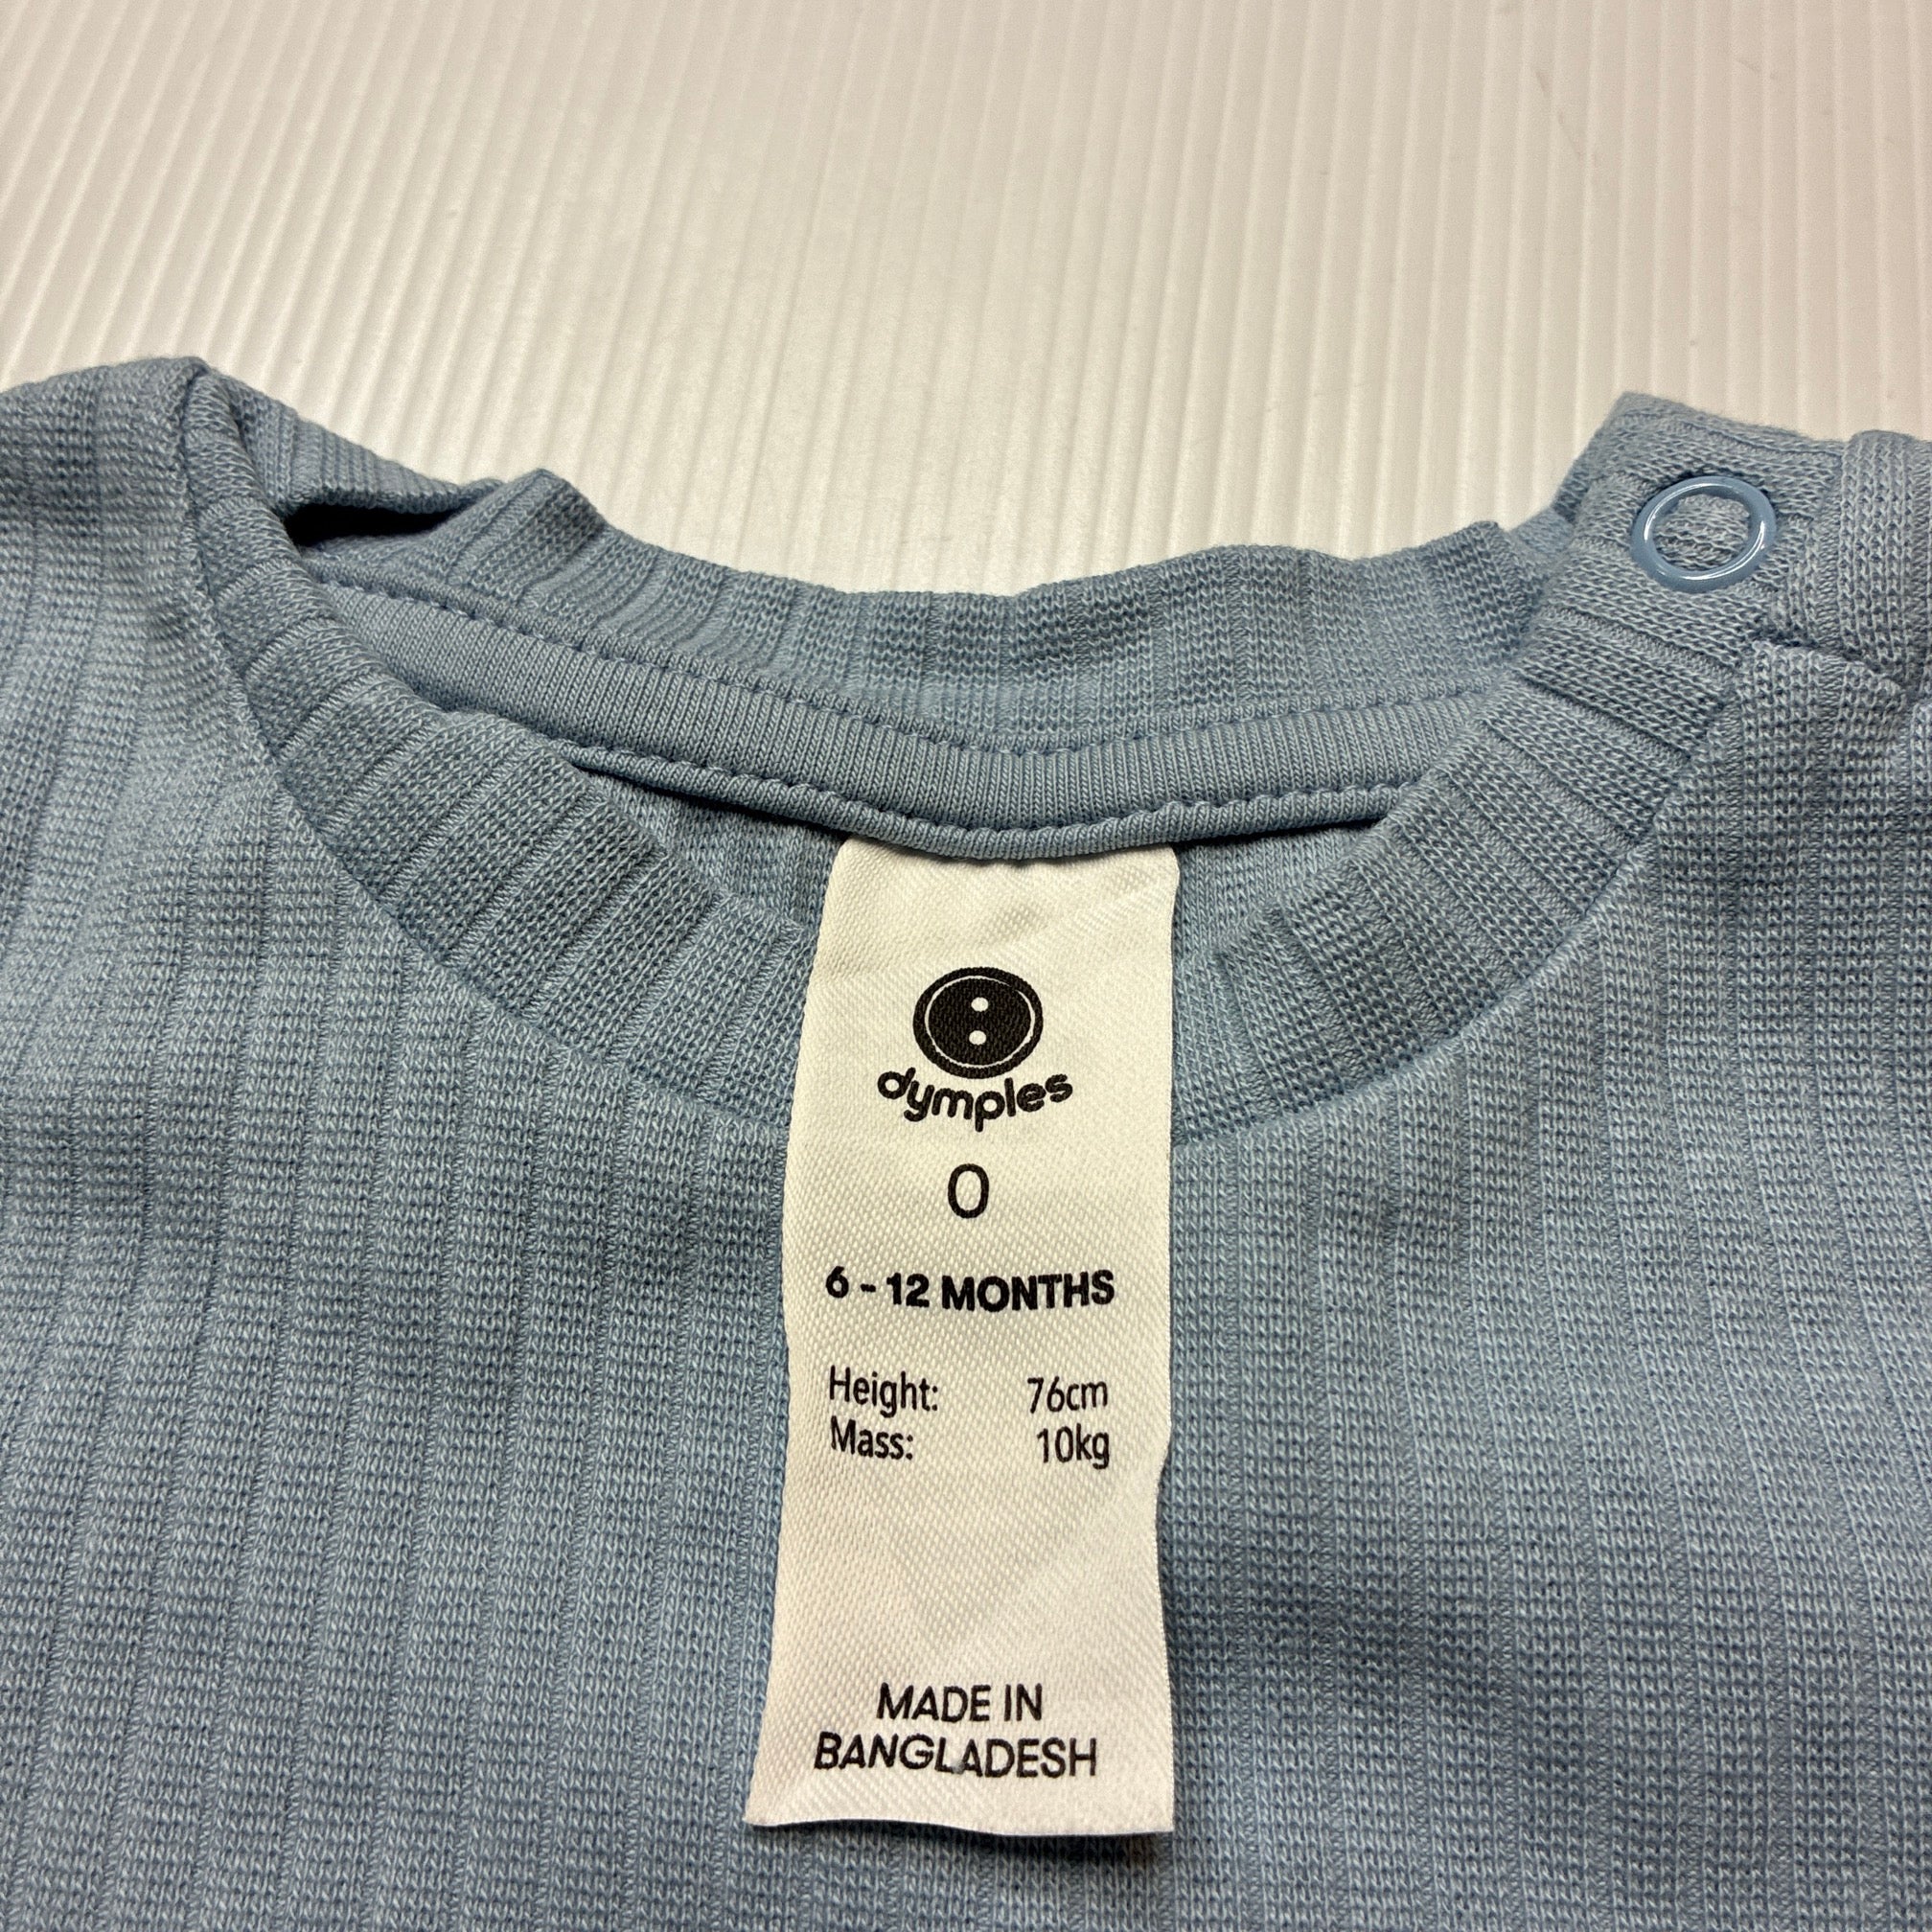 dymples
0
6 - 12 MONTHS
Height: 76cm
Mass: 10kg
MADE IN
BANGLADESH